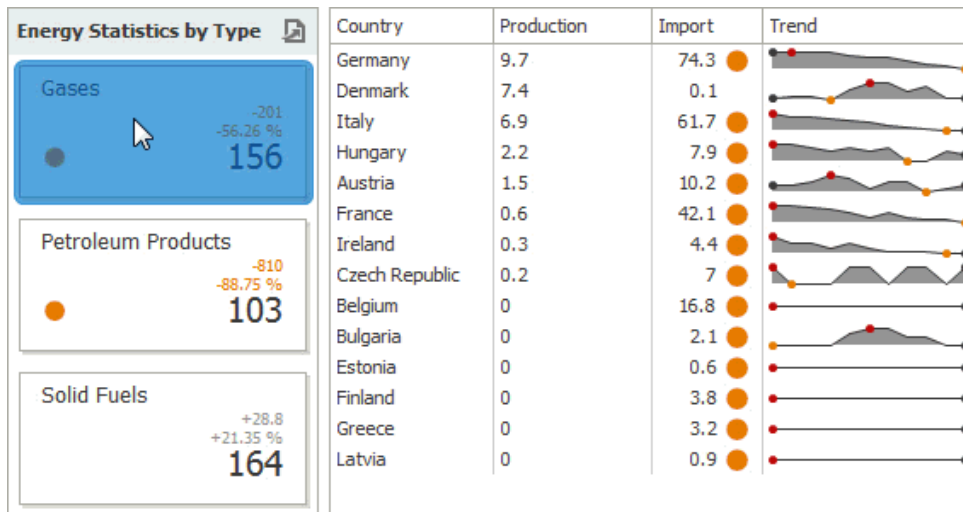 Energy Statistics by Type
Gases
-201
-56.26 %
156
Petroleum Products
-810
-88.75 %
103
Solid Fuels
+28.8
+21.35 %
164
Country Production Import Trend
Germany 9.7 74.3
Denmark 7.4 0.1
Italy 6.9 61.7
Hungary 2.2 7.9
Austria 1.5 10.2
France 0.6 42.1
Ireland 0.3 4.4
Czech Republic 0.2 7
Belgium 0 16.8
Bulgaria 0 2.1
Estonia 0 0.6
Finland 0 3.8
Greece 0 3.2
Latvia 0 0.9